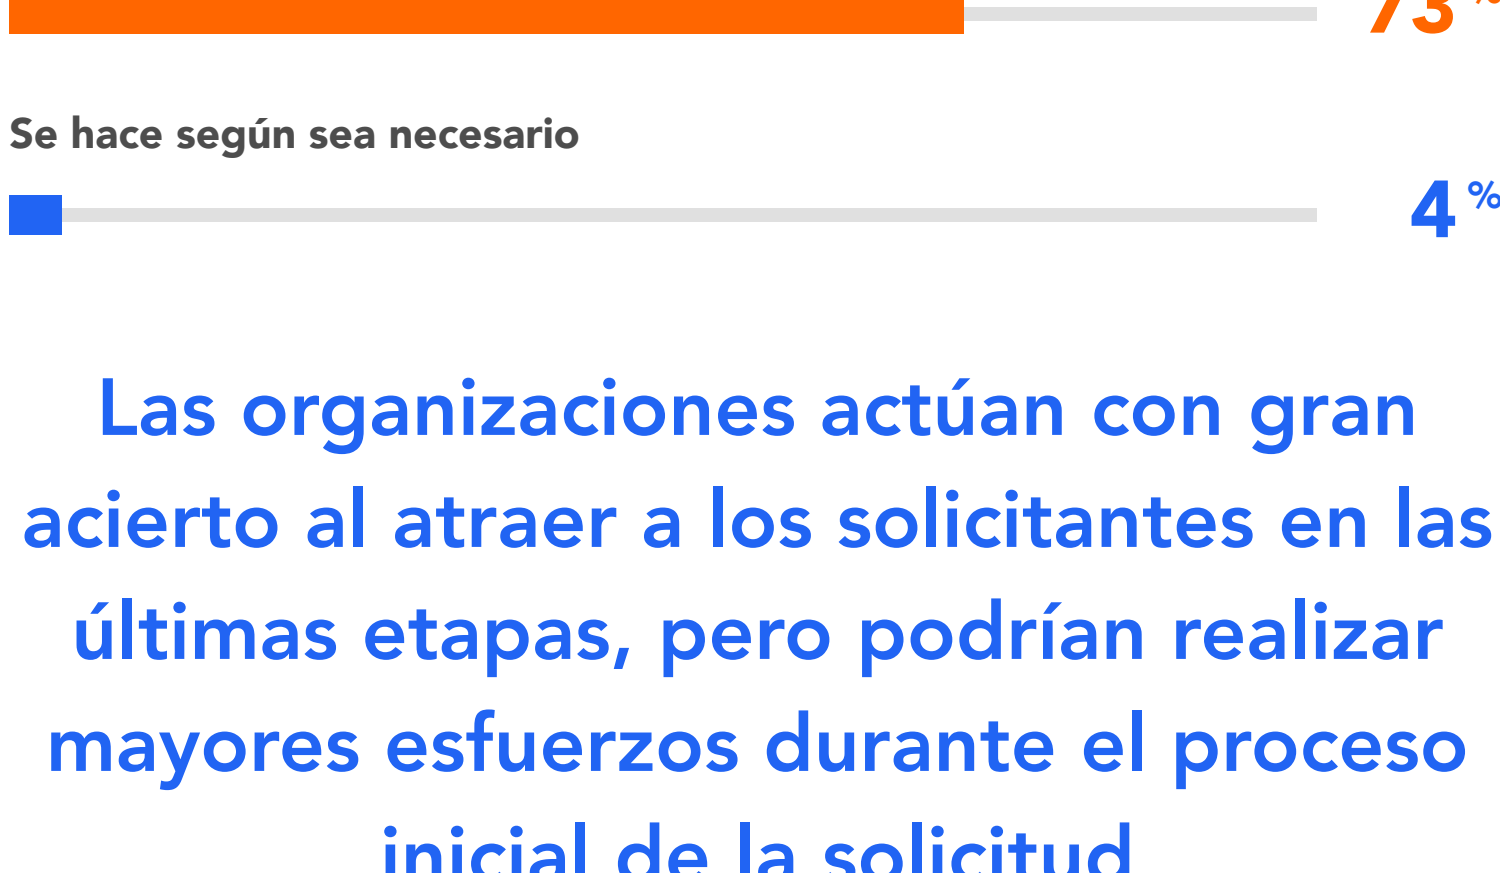 73%
Se hace según sea necesario
4%
Las organizaciones actúan con gran
acierto al atraer a los solicitantes en las
últimas etapas, pero podrían realizar
mayores esfuerzos durante el proceso
inicial de la solicitud